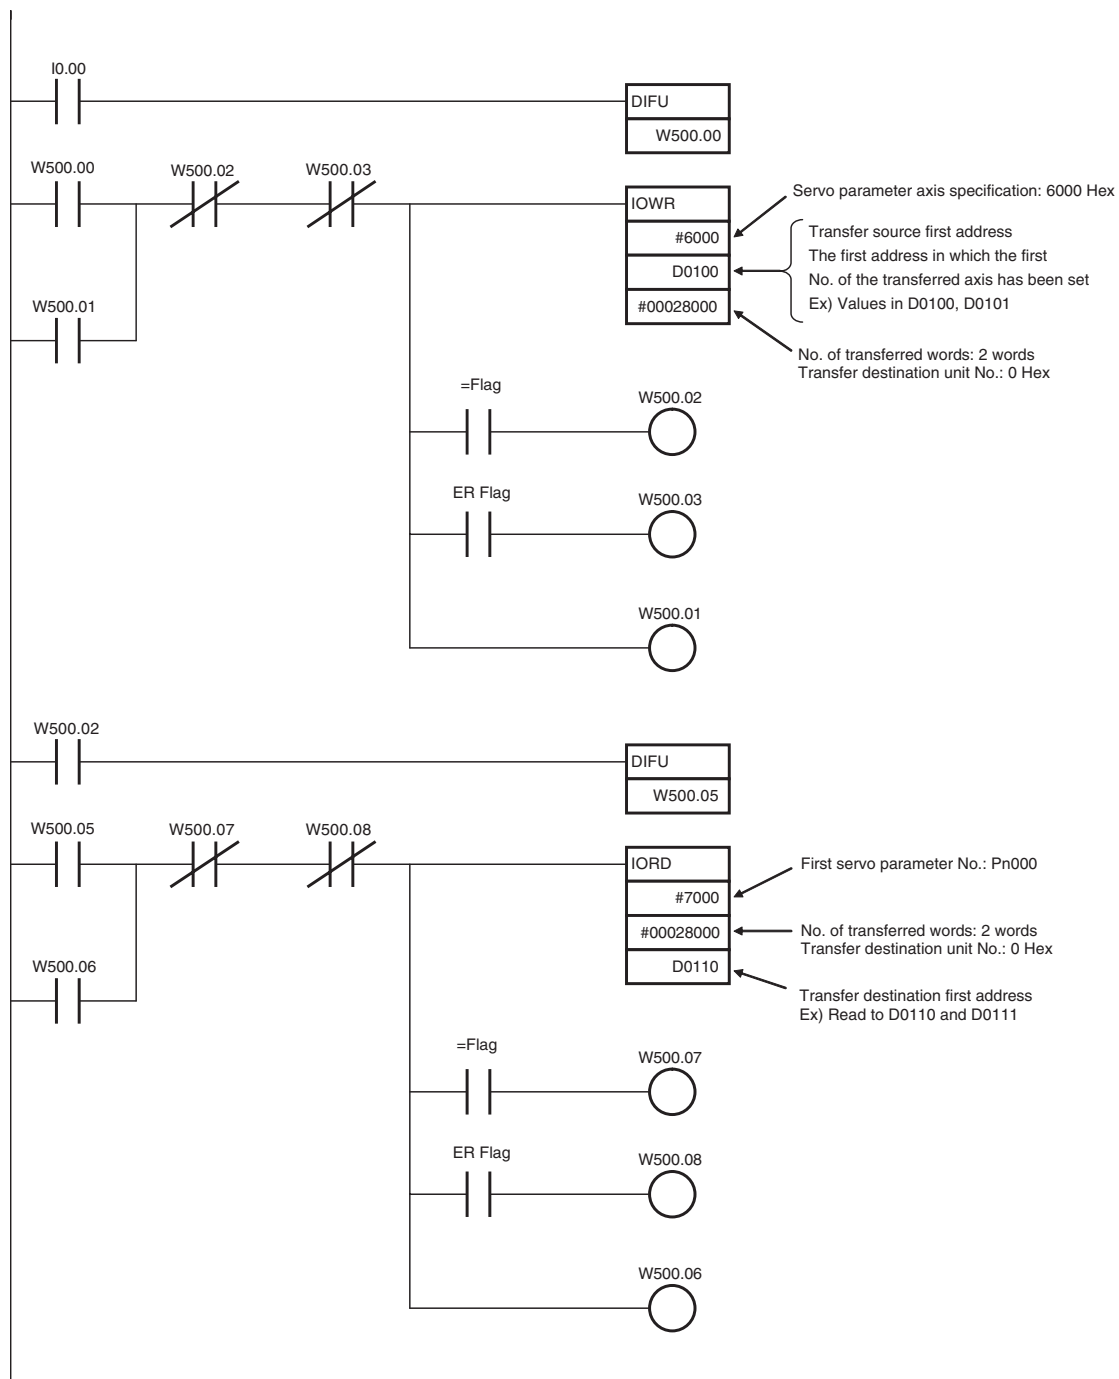 I0.00
DIFU
W500.00
W500.00
W500.02
W500.03
IOWR
#6000
D0100
#00028000
Servo parameter axis specification: 6000 Hex
Transfer source first address
The first address in which the first
No. of the transferred axis has been set
Ex) Values in D0100, D0101
No. of transferred words: 2 words
Transfer destination unit No.: 0 Hex
W500.01
=Flag
W500.02
ER Flag
W500.03
W500.01
W500.02
DIFU
W500.05
W500.05
W500.07
W500.08
IORD
#7000
#00028000
D0110
First servo parameter No.: Pn000
No. of transferred words: 2 words
Transfer destination unit No.: 0 Hex
Transfer destination first address
Ex) Read to D0110 and D0111
W500.06
=Flag
W500.07
ER Flag
W500.08
W500.06